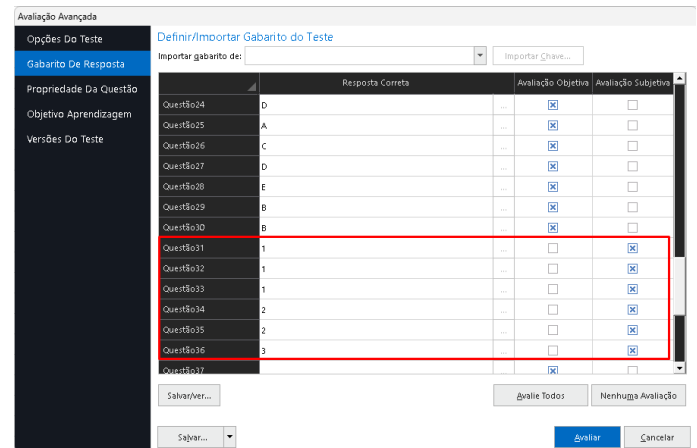 Avaliação Avançada
Opções Do Teste
Gabarito De Resposta
Propriedade Da Questão
Objetivo Aprendizagem
Versões Do Teste
Definir/Importar Gabarito do Teste
Importar gabarito de:
Importar Chave...
Resposta Correta Avaliação Objetiva Avaliação Subjetiva
Questão24 D ...
Questão25 A ...
Questão26 C ...
Questão27 D ...
Questão28 E ...
Questão29 B ...
Questão30 B ...
Questão31 1 ...
Questão32 1 ...
Questão33 1 ...
Questão34 2 ...
Questão35 2 ...
Questão36 3 ...
Questão37
Salvar/ver... Avalie Todos Nenhuma Avaliação
Salvar... Avaliar Cancelar